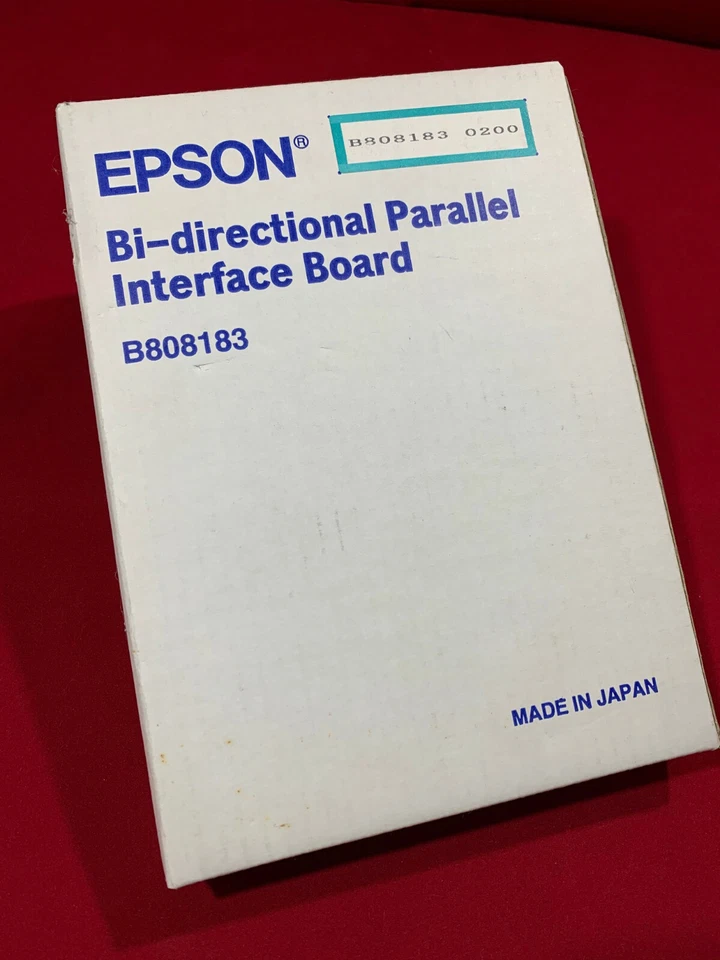 EPSON®
B808183 0200
Bi-directional Parallel
Interface Board
B808183
MADE IN JAPAN